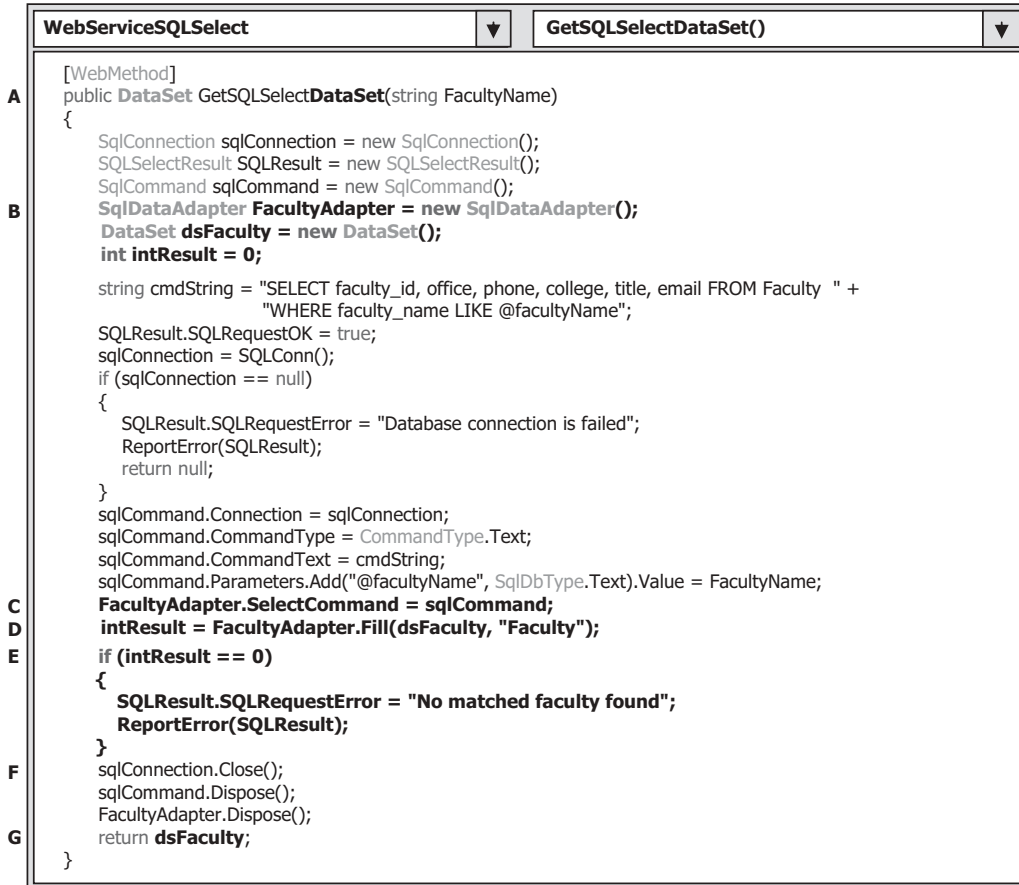 WebServiceSQLSelect GetSQLSelectDataSet()
[WebMethod]
A public DataSet GetSQLSelectDataSet(string FacultyName)
{
SqlConnection sqlConnection = new SqlConnection();
SQLSelectResult SQLResult = new SQLSelectResult();
SqlCommand sqlCommand = new SqlCommand();
B SqlDataAdapter FacultyAdapter = new SqlDataAdapter();
DataSet dsFaculty = new DataSet();
int intResult = 0;
string cmdString = "SELECT faculty_id, office, phone, college, title, email FROM Faculty " +
"WHERE faculty_name LIKE @facultyName";
SQLResult.SQLRequestOK = true;
sqlConnection = SQLConn();
if (sqlConnection == null)
{
SQLResult.SQLRequestError = "Database connection is failed";
ReportError(SQLResult);
return null;
}
sqlCommand.Connection = sqlConnection;
sqlCommand.CommandType = CommandType.Text;
sqlCommand.CommandText = cmdString;
sqlCommand.Parameters.Add("@facultyName", SqlDbType.Text).Value = FacultyName;
C FacultyAdapter.SelectCommand = sqlCommand;
D intResult = FacultyAdapter.Fill(dsFaculty, "Faculty");
E if (intResult == 0)
{
SQLResult.SQLRequestError = "No matched faculty found";
ReportError(SQLResult);
}
F sqlConnection.Close();
sqlCommand.Dispose();
FacultyAdapter.Dispose();
G return dsFaculty;
}